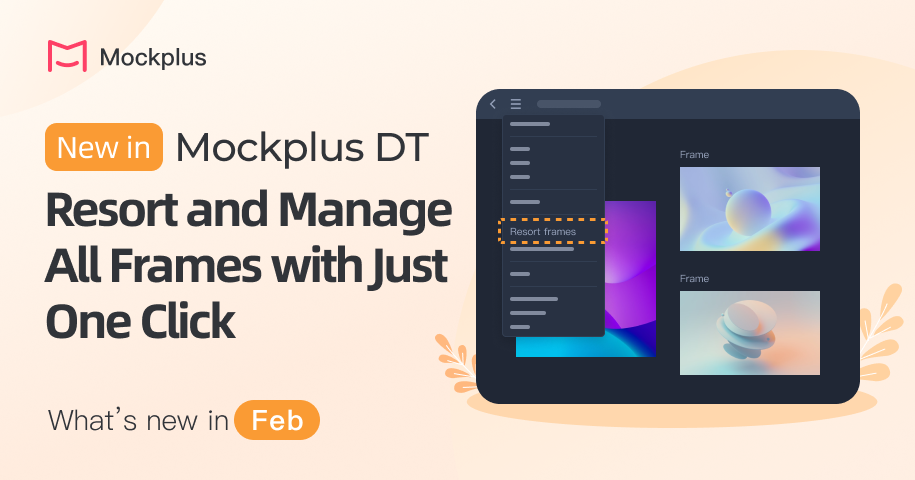 Mockplus
New in Mockplus DT
Resort and Manage
All Frames with Just
One Click
What's new in Feb
Frame
Resort frames
Frame